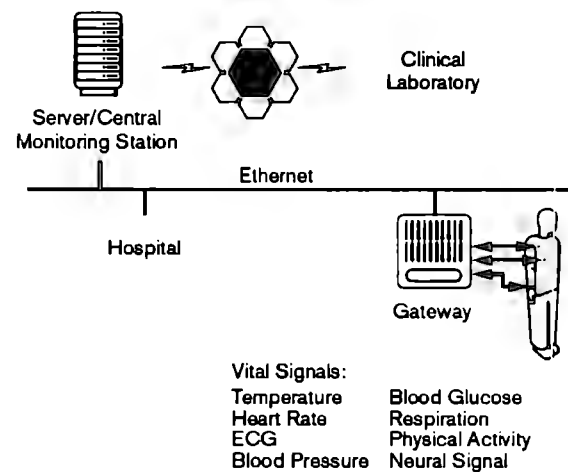 Clinical
Laboratory
Server/Central
Monitoring Station
Ethernet
Hospital
Gateway
Vital Signals:
Temperature Blood Glucose
Heart Rate Respiration
ECG Physical Activity
Blood Pressure Neural Signal